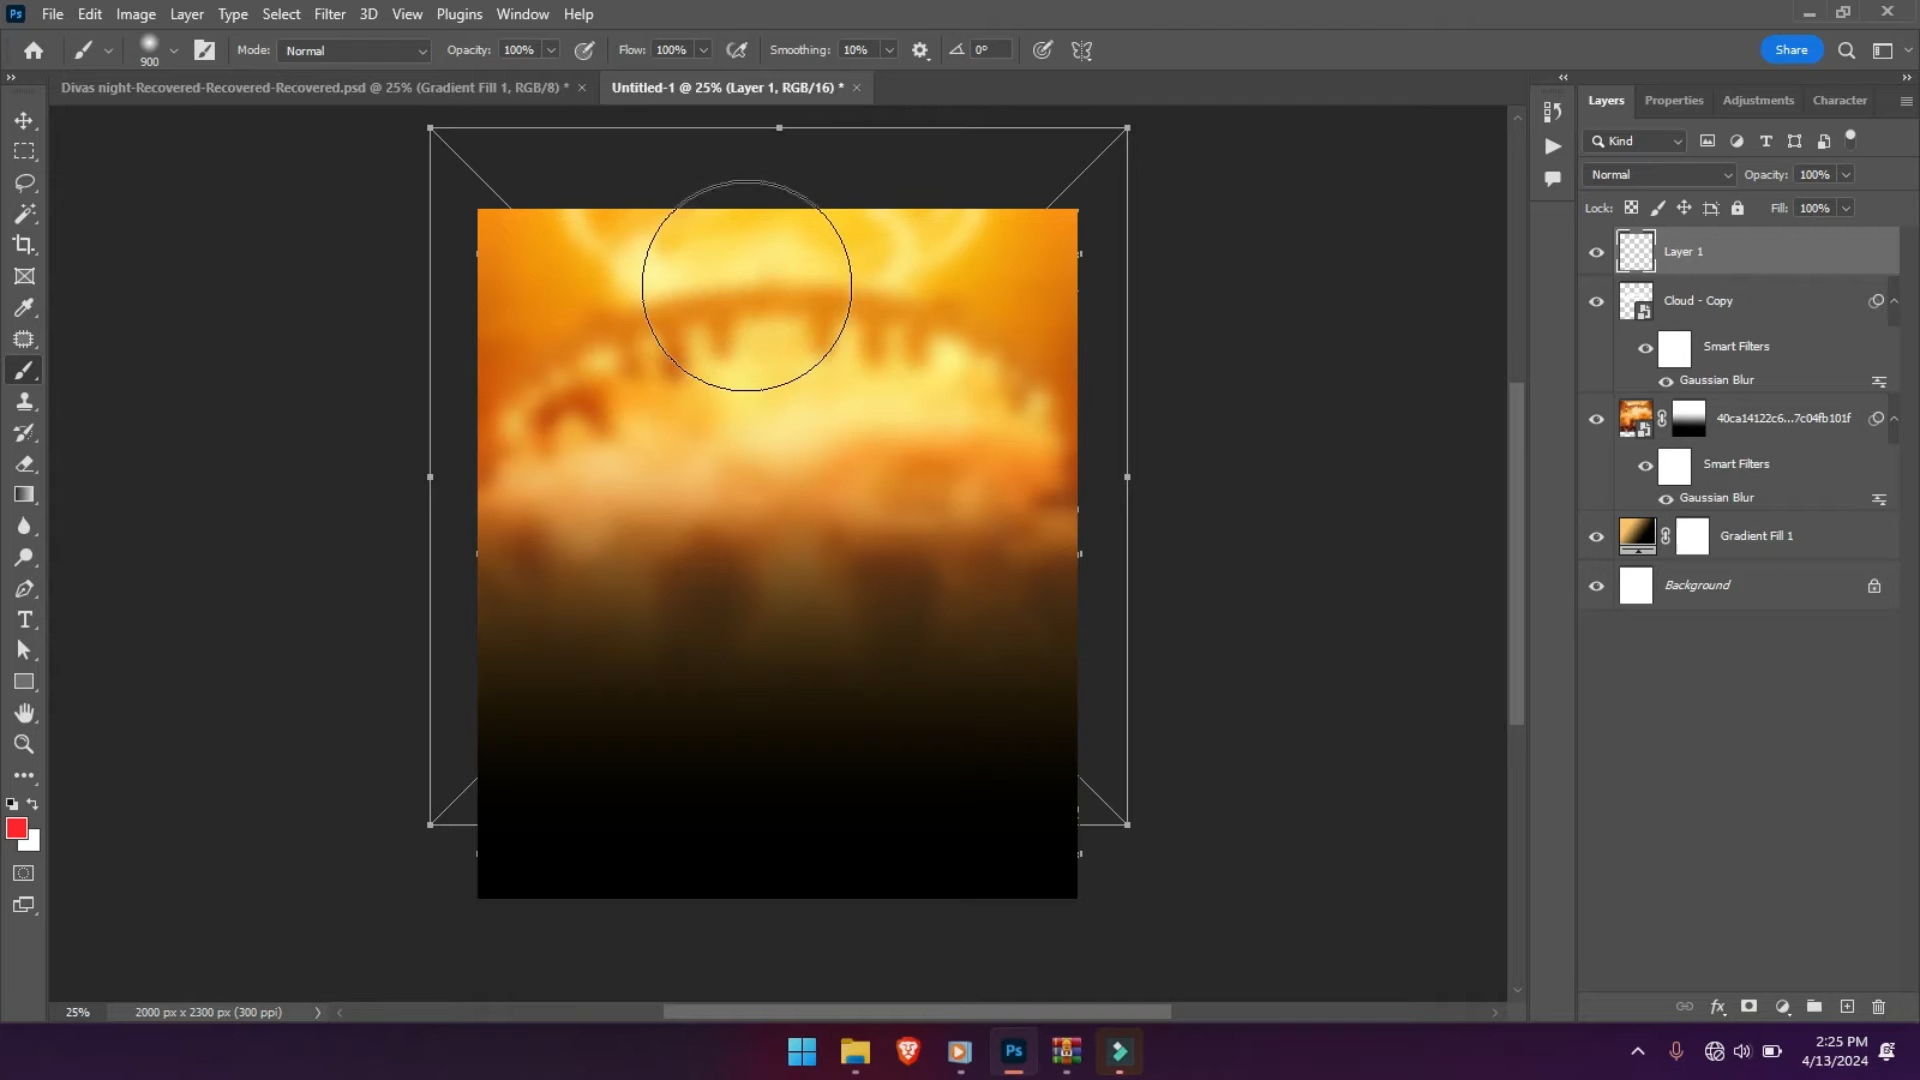 Ps File Edit Image Layer Type Select Filter 3D View Plugins Window Help
900 Mode: Normal Opacity: 100% Flow: 100% Smoothing: 10% 0° Share
Divas night-Recovered-Recovered-Recovered.psd @ 25% (Gradient Fill 1, RGB/8) * Untitled-1 @ 25% (Layer 1, RGB/16) *
Layers Properties Adjustments Character
Kind
Normal Opacity: 100%
Lock: Fill: 100%
Layer 1
Cloud - Copy
Smart Filters
Gaussian Blur
40ca14122c6...7c04fb101f
Smart Filters
Gaussian Blur
Gradient Fill 1
Background
25% 2000 px x 2300 px (300 ppi)
Ps
2:25 PM
4/13/2024